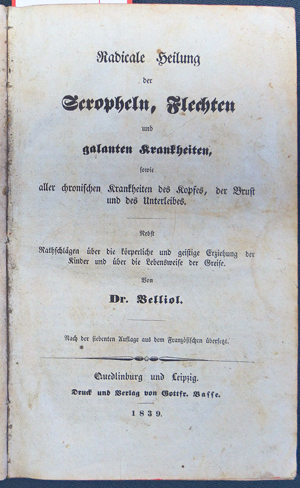 Radicale Heilung
der
Scropheln, Flechten
und
galanten Krankheiten,
sowie
aller chronischen Krankheiten des Kopfes, der Brust
und des Unterleibes.
Nebst
Rathschlägen über die körperliche und geistige Erziehung der
Kinder und über die Lebensweise der Greise.
Von
Dr. Belliol.
Nach der siebenten Auflage aus dem Französischen übersetzt.
Quedlinburg und Leipzig.
Druck und Verlag von Gottfr. Basse.
1839.